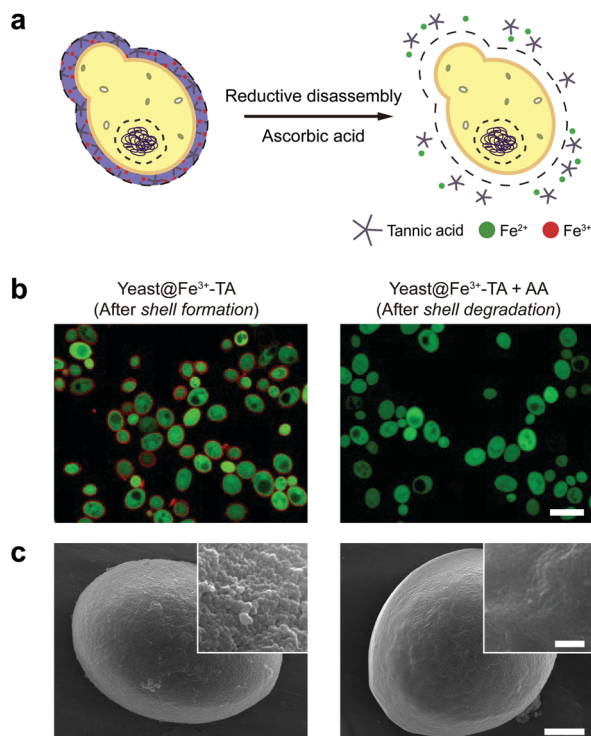 a
Reductive disassembly
Ascorbic acid
Tannic acid Fe²⁺ Fe³⁺
b
Yeast@Fe³⁺-TA
(After shell formation)
Yeast@Fe³⁺-TA + AA
(After shell degradation)
c